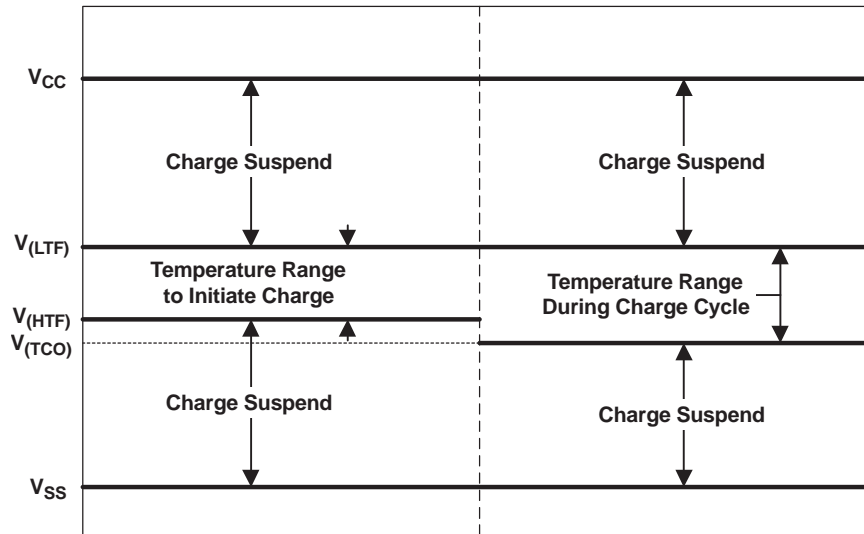 V(CC)
Charge Suspend
Charge Suspend
V(LTF)
Temperature Range
to Initiate Charge
Temperature Range
During Charge Cycle
V(HTF)
V(TCO)
Charge Suspend
Charge Suspend
VSS